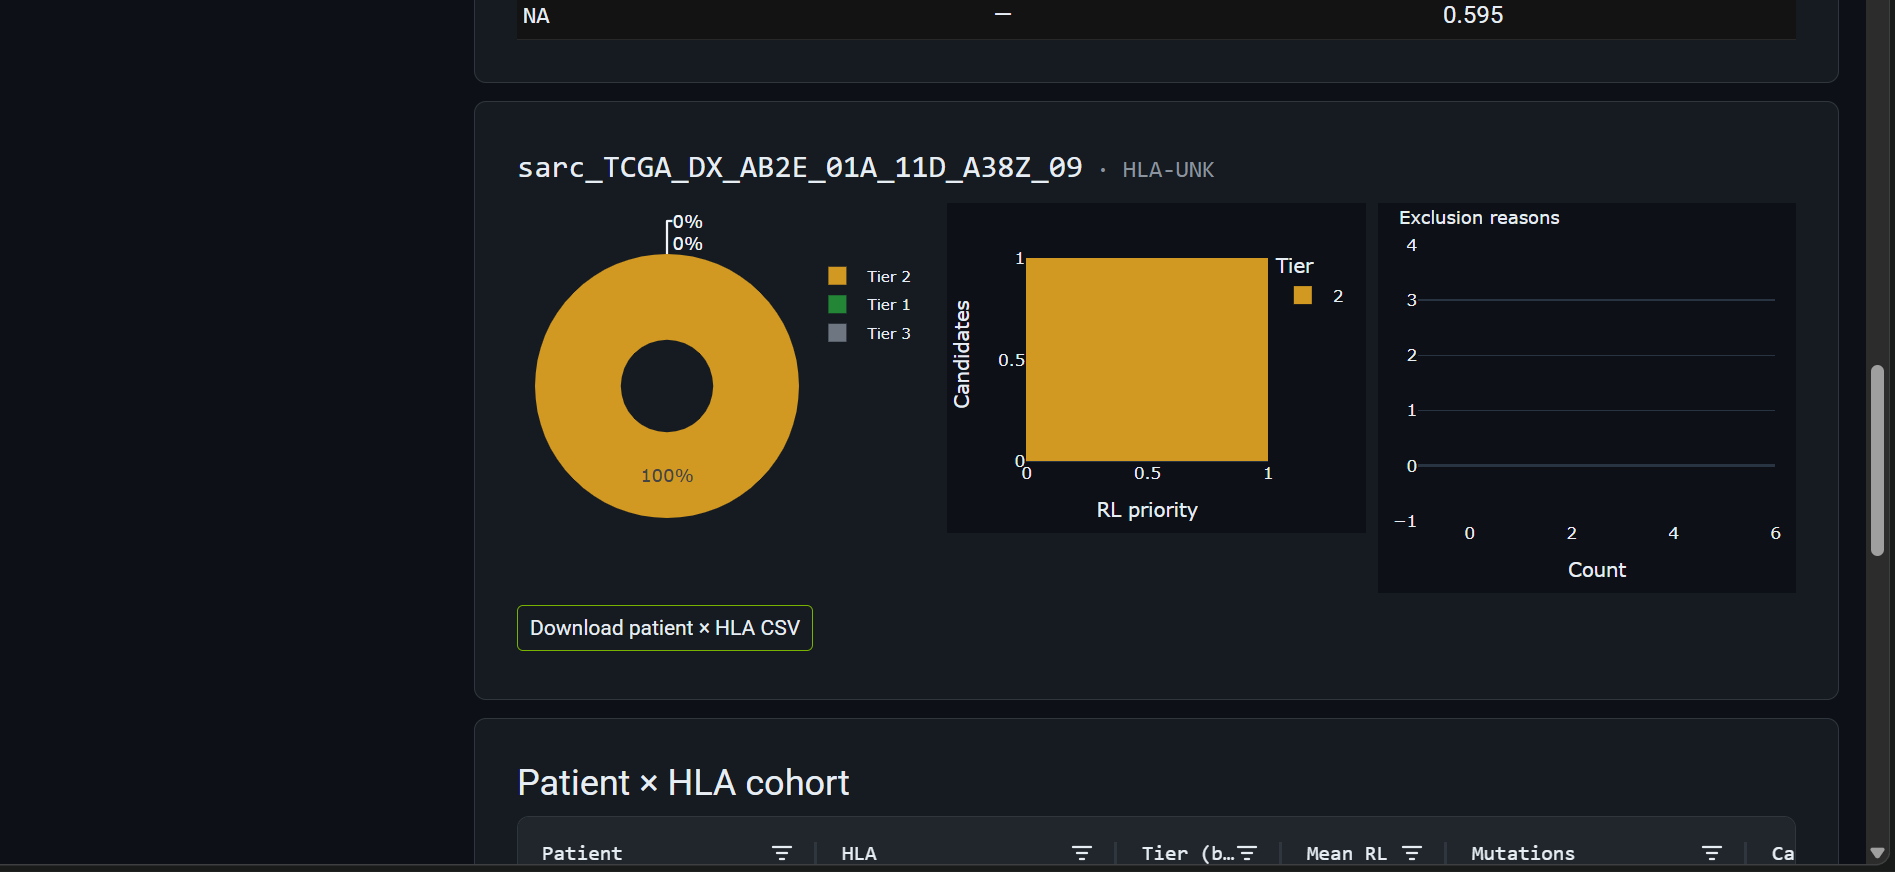 NA — 0.595
sarc_TCGA_DX_AB2E_01A_11D_A38Z_09 · HLA-UNK
0%
0%
100%
Tier 2
Tier 1
Tier 3
1
0.5
0
Candidates
0 0.5 1
RL priority
Tier
2
Exclusion reasons
4
3
2
1
0
−1
0 2 4 6
Count
Download patient × HLA CSV
Patient × HLA cohort
Patient HLA Tier (b… Mean RL Mutations Ca